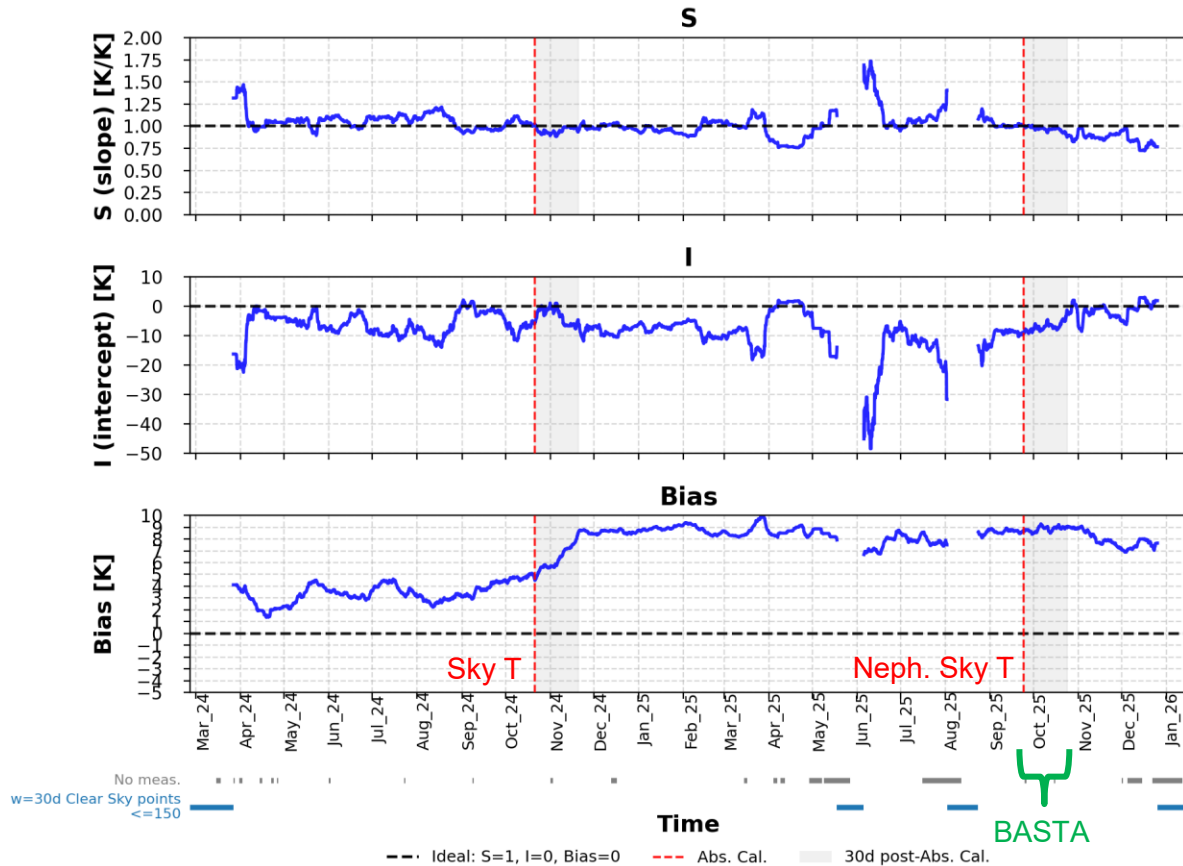 S
S (slope) [K/K]
2.00
1.75
1.50
1.25
1.00
0.75
0.50
0.25
0.00
I
I (intercept) [K]
10
0
−10
−20
−30
−40
−50
Bias
Bias [K]
10
9
8
7
6
5
4
3
2
1
0
−1
−2
−3
−4
−5
Sky T
Neph. Sky T
Mar_24
Apr_24
May_24
Jun_24
Jul_24
Aug_24
Sep_24
Oct_24
Nov_24
Dec_24
Jan_25
Feb_25
Mar_25
Apr_25
May_25
Jun_25
Jul_25
Aug_25
Sep_25
Oct_25
Nov_25
Dec_25
Jan_26
No meas.
w=30d Clear Sky points
<=150
Time
BASTA
Ideal: S=1, I=0, Bias=0
Abs. Cal.
30d post-Abs. Cal.